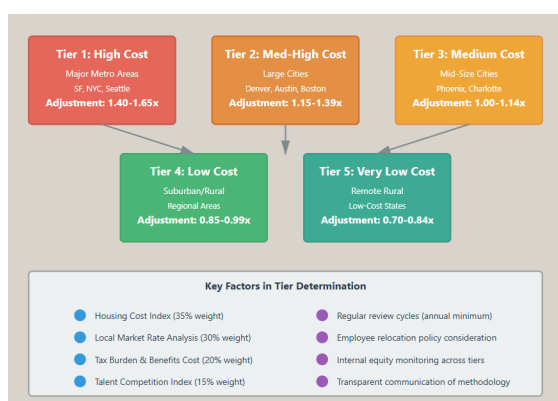 Tier 1: High Cost
Major Metro Areas
SF, NYC, Seattle
Adjustment: 1.40-1.65x
Tier 2: Med-High Cost
Large Cities
Denver, Austin, Boston
Adjustment: 1.15-1.39x
Tier 3: Medium Cost
Mid-Size Cities
Phoenix, Charlotte
Adjustment: 1.00-1.14x
Tier 4: Low Cost
Suburban/Rural
Regional Areas
Adjustment: 0.85-0.99x
Tier 5: Very Low Cost
Remote Rural
Low-Cost States
Adjustment: 0.70-0.84x
Key Factors in Tier Determination
Housing Cost Index (35% weight)
Local Market Rate Analysis (30% weight)
Tax Burden & Benefits Cost (20% weight)
Talent Competition Index (15% weight)
Regular review cycles (annual minimum)
Employee relocation policy consideration
Internal equity monitoring across tiers
Transparent communication of methodology